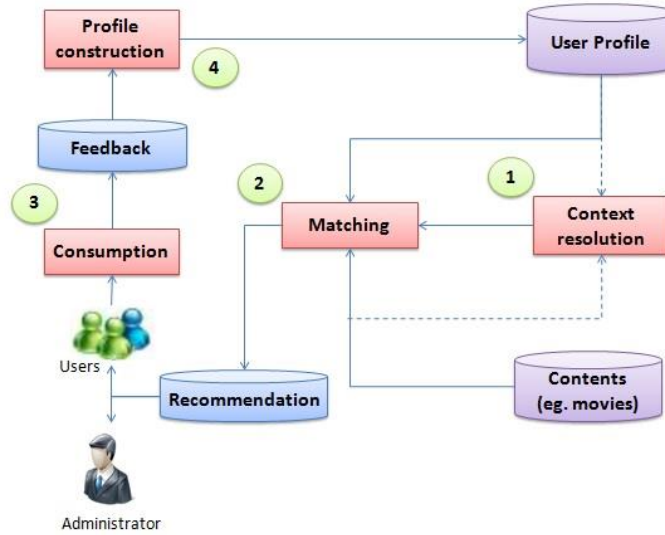 Profile
construction
4
User Profile
Feedback
3
2
1
Consumption
Matching
Context
resolution
Users
Recommendation
Contents
(eg. movies)
Administrator